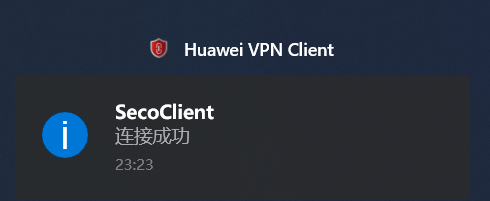 Huawei VPN Client
SecoClient
连接成功
23:23